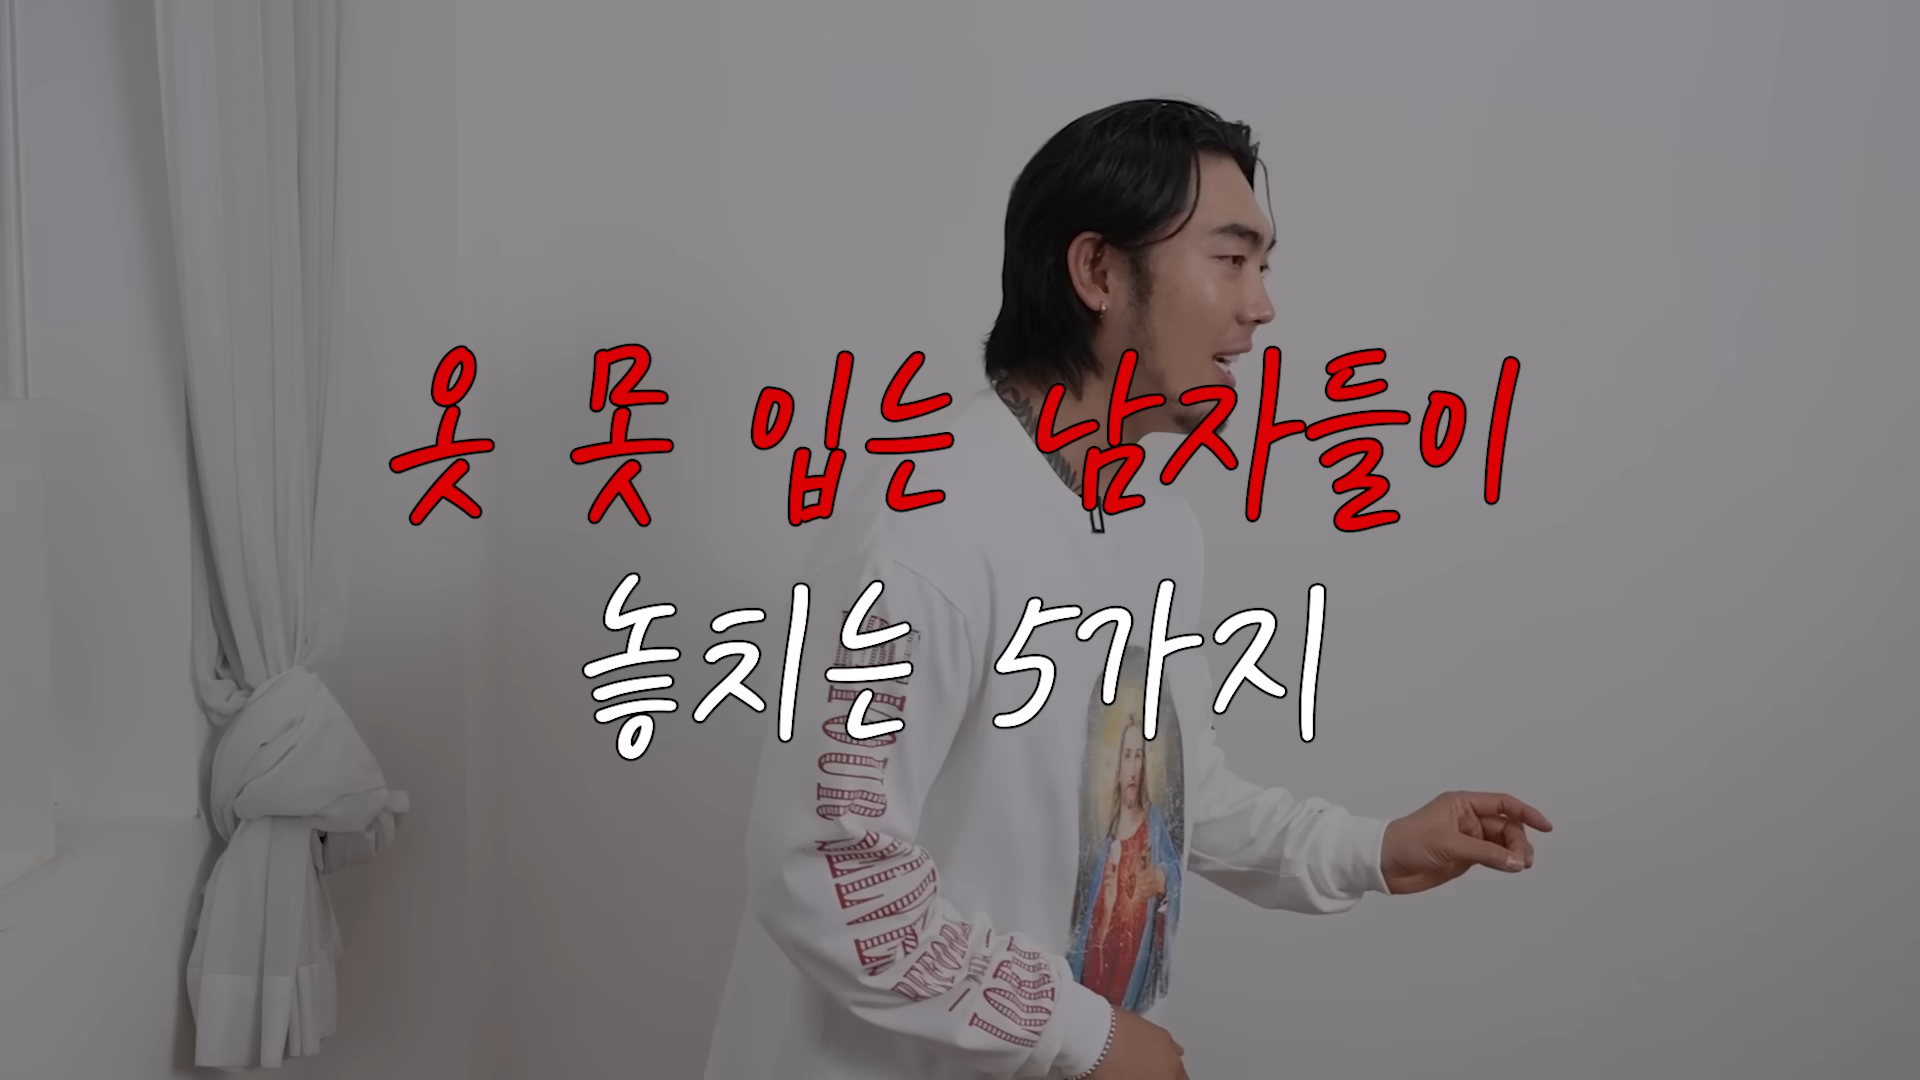 옷 못 입는 남자들이
놓치는 5가지